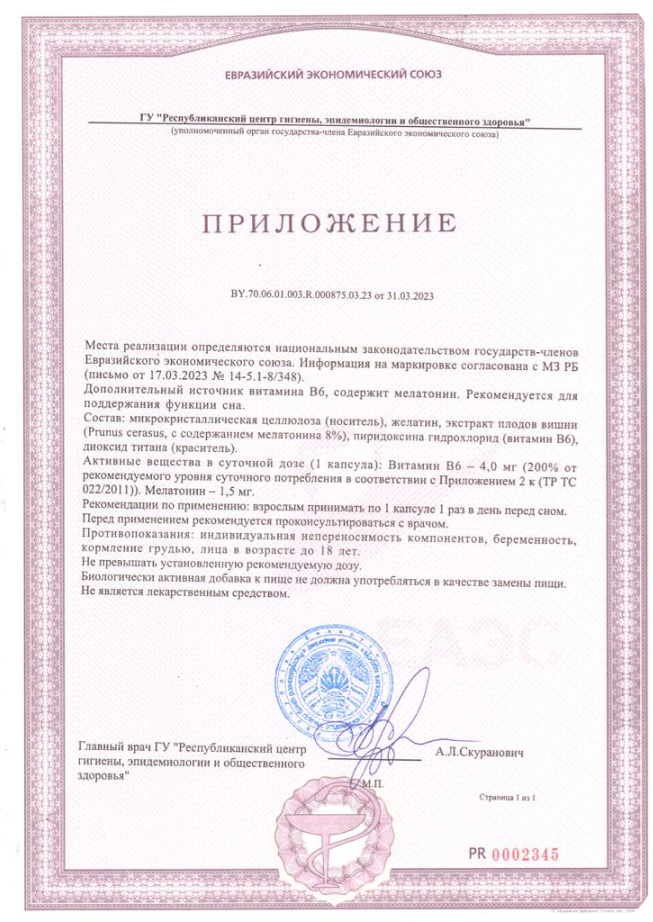 ЕВРАЗИЙСКИЙ ЭКОНОМИЧЕСКИЙ СОЮЗ
ГУ "Республиканский центр гигиены, эпидемиологии и общественного здоровья"
(уполномоченный орган государства-члена Евразийского экономического союза)
ПРИЛОЖЕНИЕ
BY.70.06.01.003.R.000875.03.23 от 31.03.2023
Места реализации определяются национальным законодательством государств-членов
Евразийского экономического союза. Информация на маркировке согласована с МЗ РБ
(письмо от 17.03.2023 № 14-5.1-8/348).
Дополнительный источник витамина В6, содержит мелатонин. Рекомендуется для
поддержания функции сна.
Состав: микрокристаллическая целлюлоза (носитель), желатин, экстракт плодов вишни
(Prunus cerasus, с содержанием мелатонина 8%), пиридоксина гидрохлорид (витамин В6),
диоксид титана (краситель).
Активные вещества в суточной дозе (1 капсула): Витамин В6 – 4,0 мг (200% от
рекомендуемого уровня суточного потребления в соответствии с Приложением 2 к (ТР ТС
022/2011)). Мелатонин – 1,5 мг.
Рекомендации по применению: взрослым принимать по 1 капсуле 1 раз в день перед сном.
Перед применением рекомендуется проконсультироваться с врачом.
Противопоказания: индивидуальная непереносимость компонентов, беременность,
кормление грудью, лица в возрасте до 18 лет.
Не превышать установленную рекомендуемую дозу.
Биологически активная добавка к пище не должна употребляться в качестве замены пищи.
Не является лекарственным средством.
ЕАЭС
Главный врач ГУ "Республиканский центр
гигиены, эпидемиологии и общественного
здоровья"
А.Л.Скуранович
М.П.
Страница 1 из 1
PR 0002345